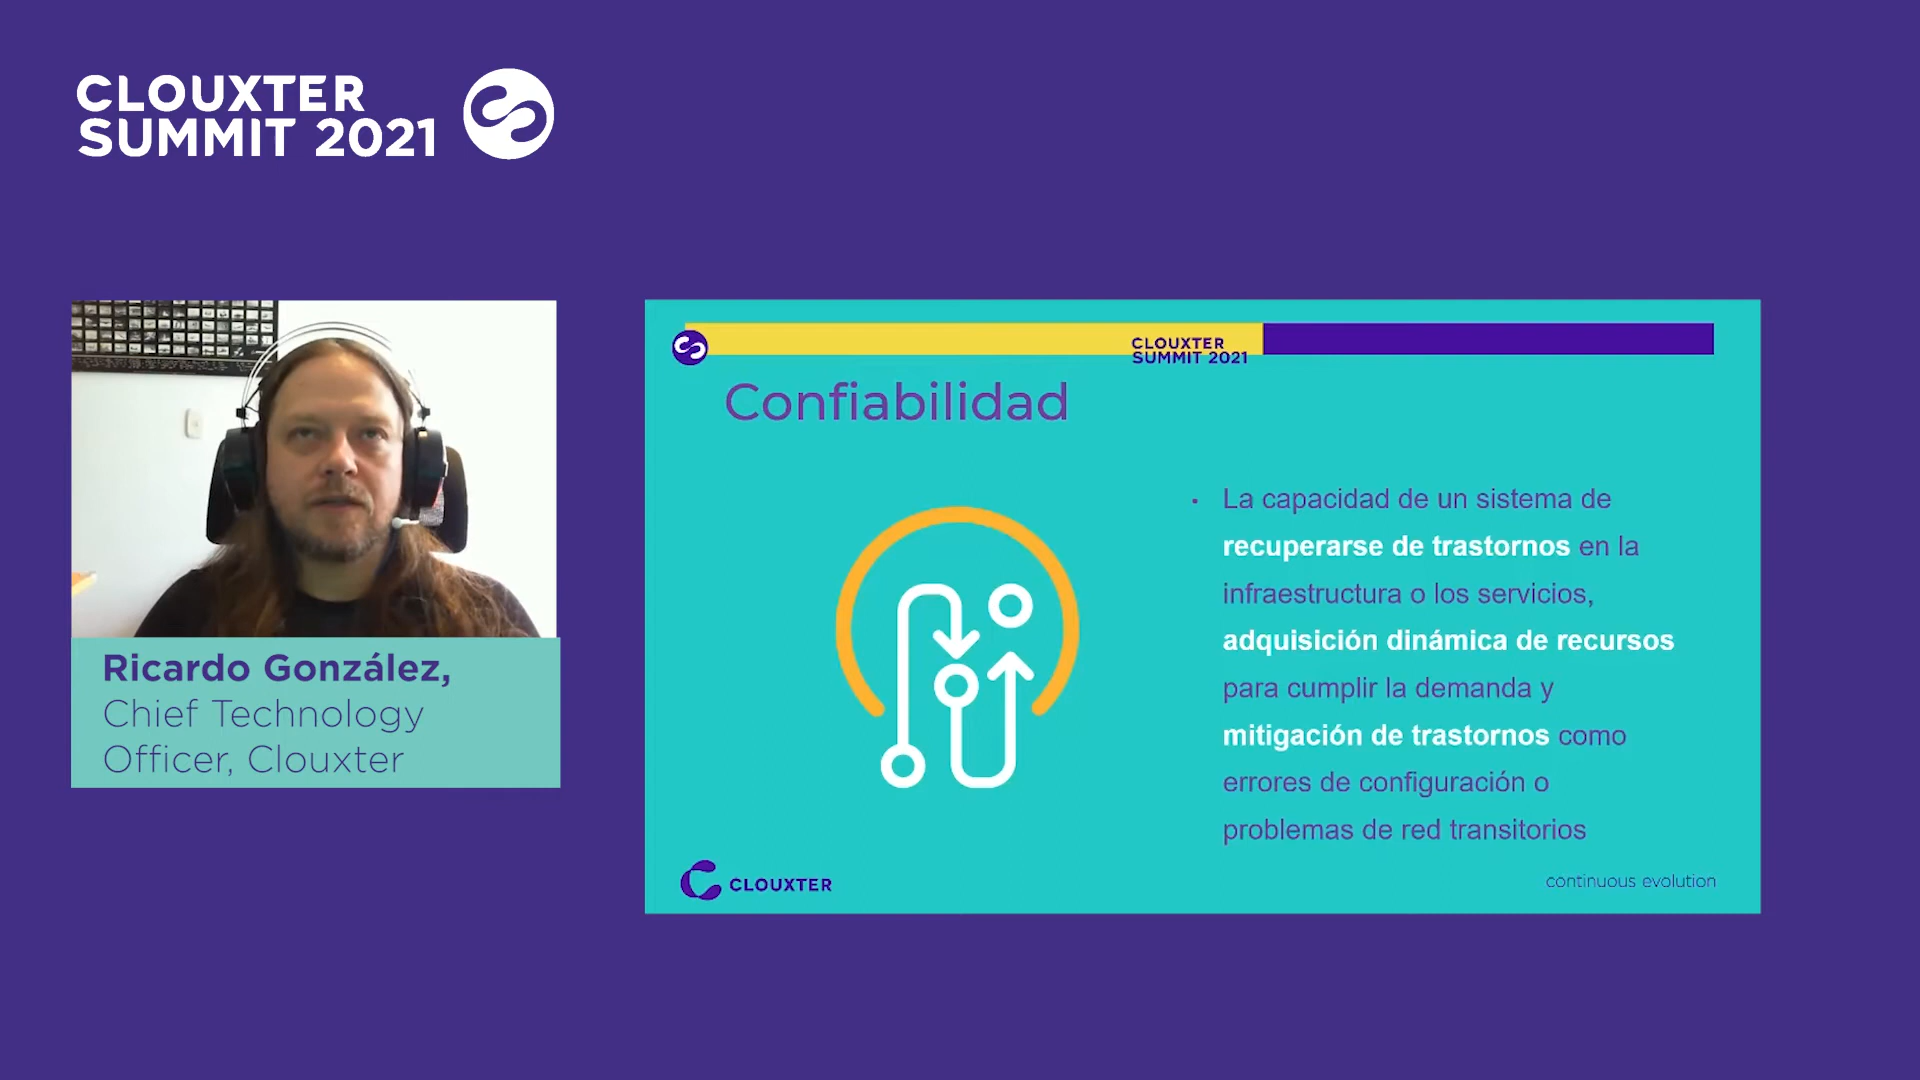 CLOUXTER
SUMMIT 2021
Ricardo González,
Chief Technology
Officer, Clouxter
CLOUXTER
SUMMIT 2021
Confiabilidad
• La capacidad de un sistema de
recuperarse de trastornos en la
infraestructura o los servicios,
adquisición dinámica de recursos
para cumplir la demanda y
mitigación de trastornos como
errores de configuración o
problemas de red transitorios
CLOUXTER
continuous evolution